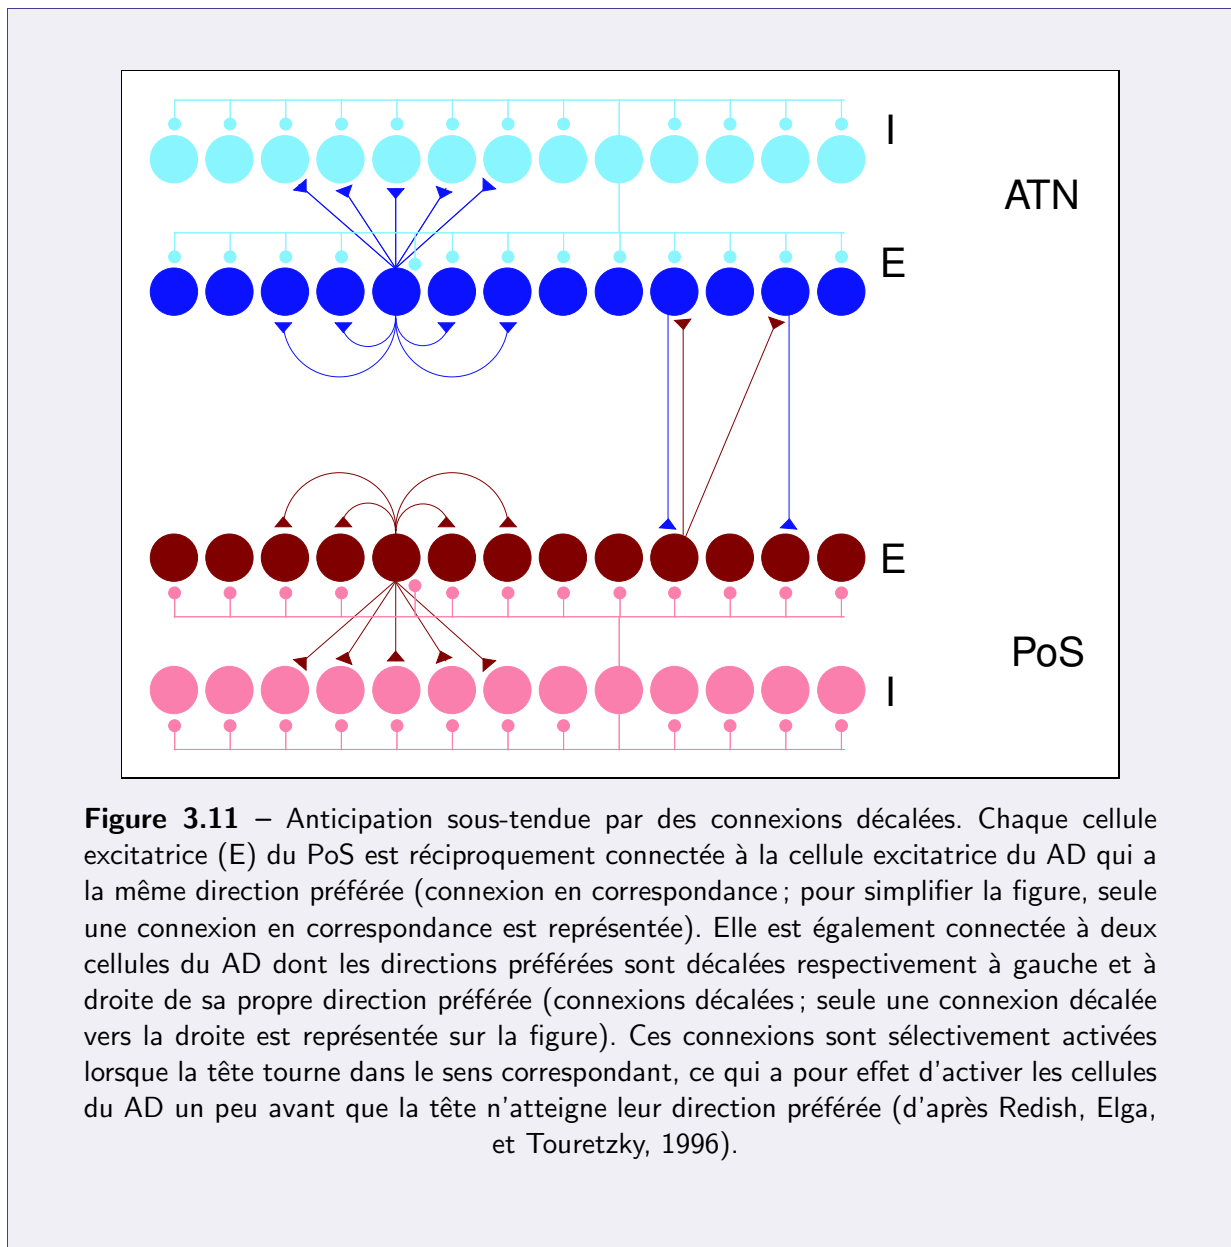 I
ATN
E
E
PoS
I
Figure 3.11 – Anticipation sous-tendue par des connexions décalées. Chaque cellule
excitatrice (E) du PoS est réciproquement connectée à la cellule excitatrice du AD qui a
la même direction préférée (connexion en correspondance ; pour simplifier la figure, seule
une connexion en correspondance est représentée). Elle est également connectée à deux
cellules du AD dont les directions préférées sont décalées respectivement à gauche et à
droite de sa propre direction préférée (connexions décalées ; seule une connexion décalée
vers la droite est représentée sur la figure). Ces connexions sont sélectivement activées
lorsque la tête tourne dans le sens correspondant, ce qui a pour effet d'activer les cellules
du AD un peu avant que la tête n'atteigne leur direction préférée (d'après Redish, Elga,
et Touretzky, 1996).